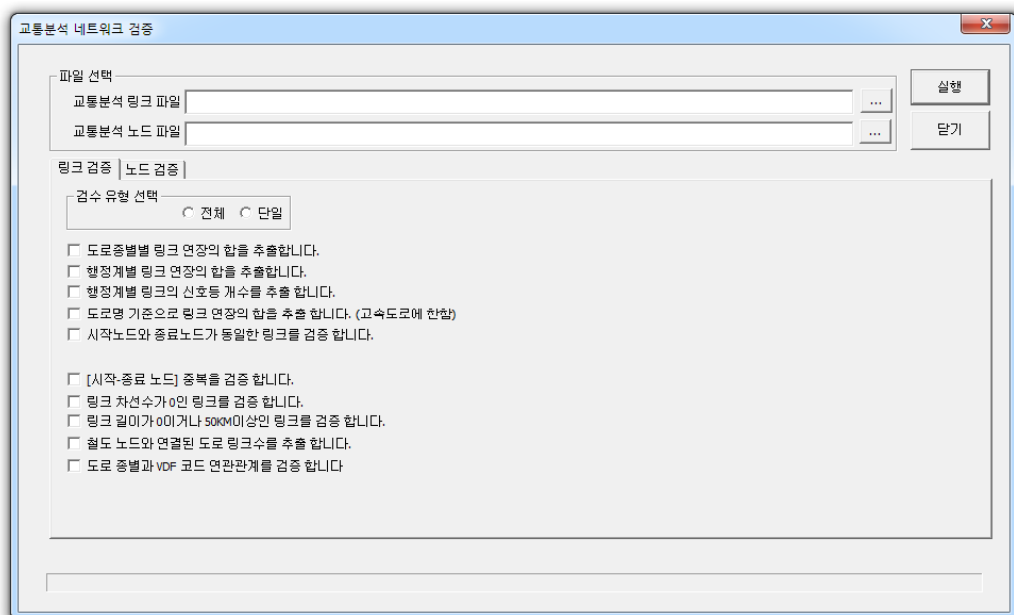 교통분석 네트워크 검증
파일 선택
교통분석 링크 파일 ...
교통분석 노드 파일 ...
실행
닫기
링크 검증 노드 검증
검수 유형 선택
전체 단일
도로종별별 링크 연장의 합을 추출합니다.
행정계별 링크 연장의 합을 추출합니다.
행정계별 링크의 신호등 개수를 추출 합니다.
도로명 기준으로 링크 연장의 합을 추출 합니다. (고속도로에 한함)
시작노드와 종료노드가 동일한 링크를 검증 합니다.
[시작-종료 노드] 중복을 검증 합니다.
링크 차선수가 0인 링크를 검증 합니다.
링크 길이가 0이거나 50KM이상인 링크를 검증 합니다.
철도 노드와 연결된 도로 링크수를 추출 합니다.
도로 종별과 VDF 코드 연관관계를 검증 합니다